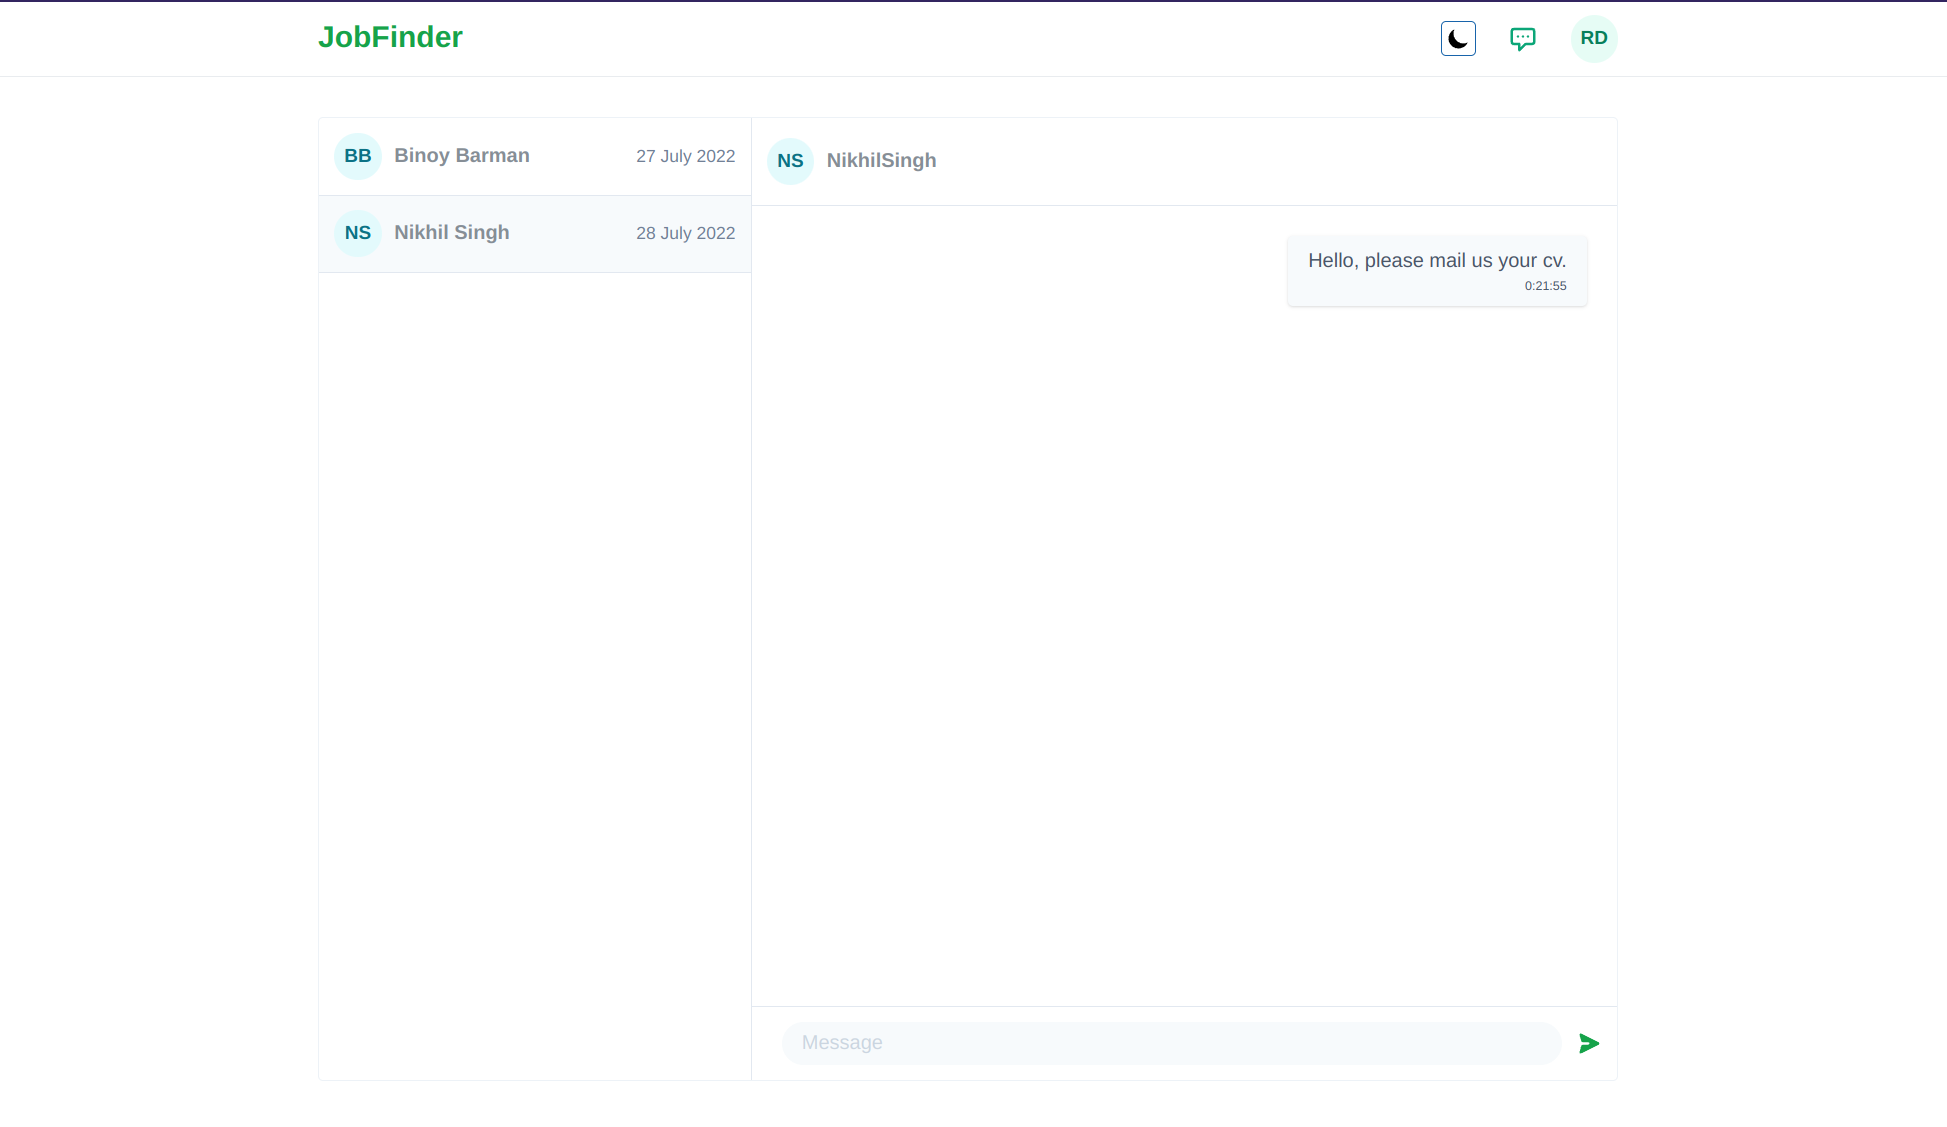 JobFinder
RD
BB Binoy Barman 27 July 2022
NS Nikhil Singh 28 July 2022
NS NikhilSingh
Hello, please mail us your cv.
0:21:55
Message